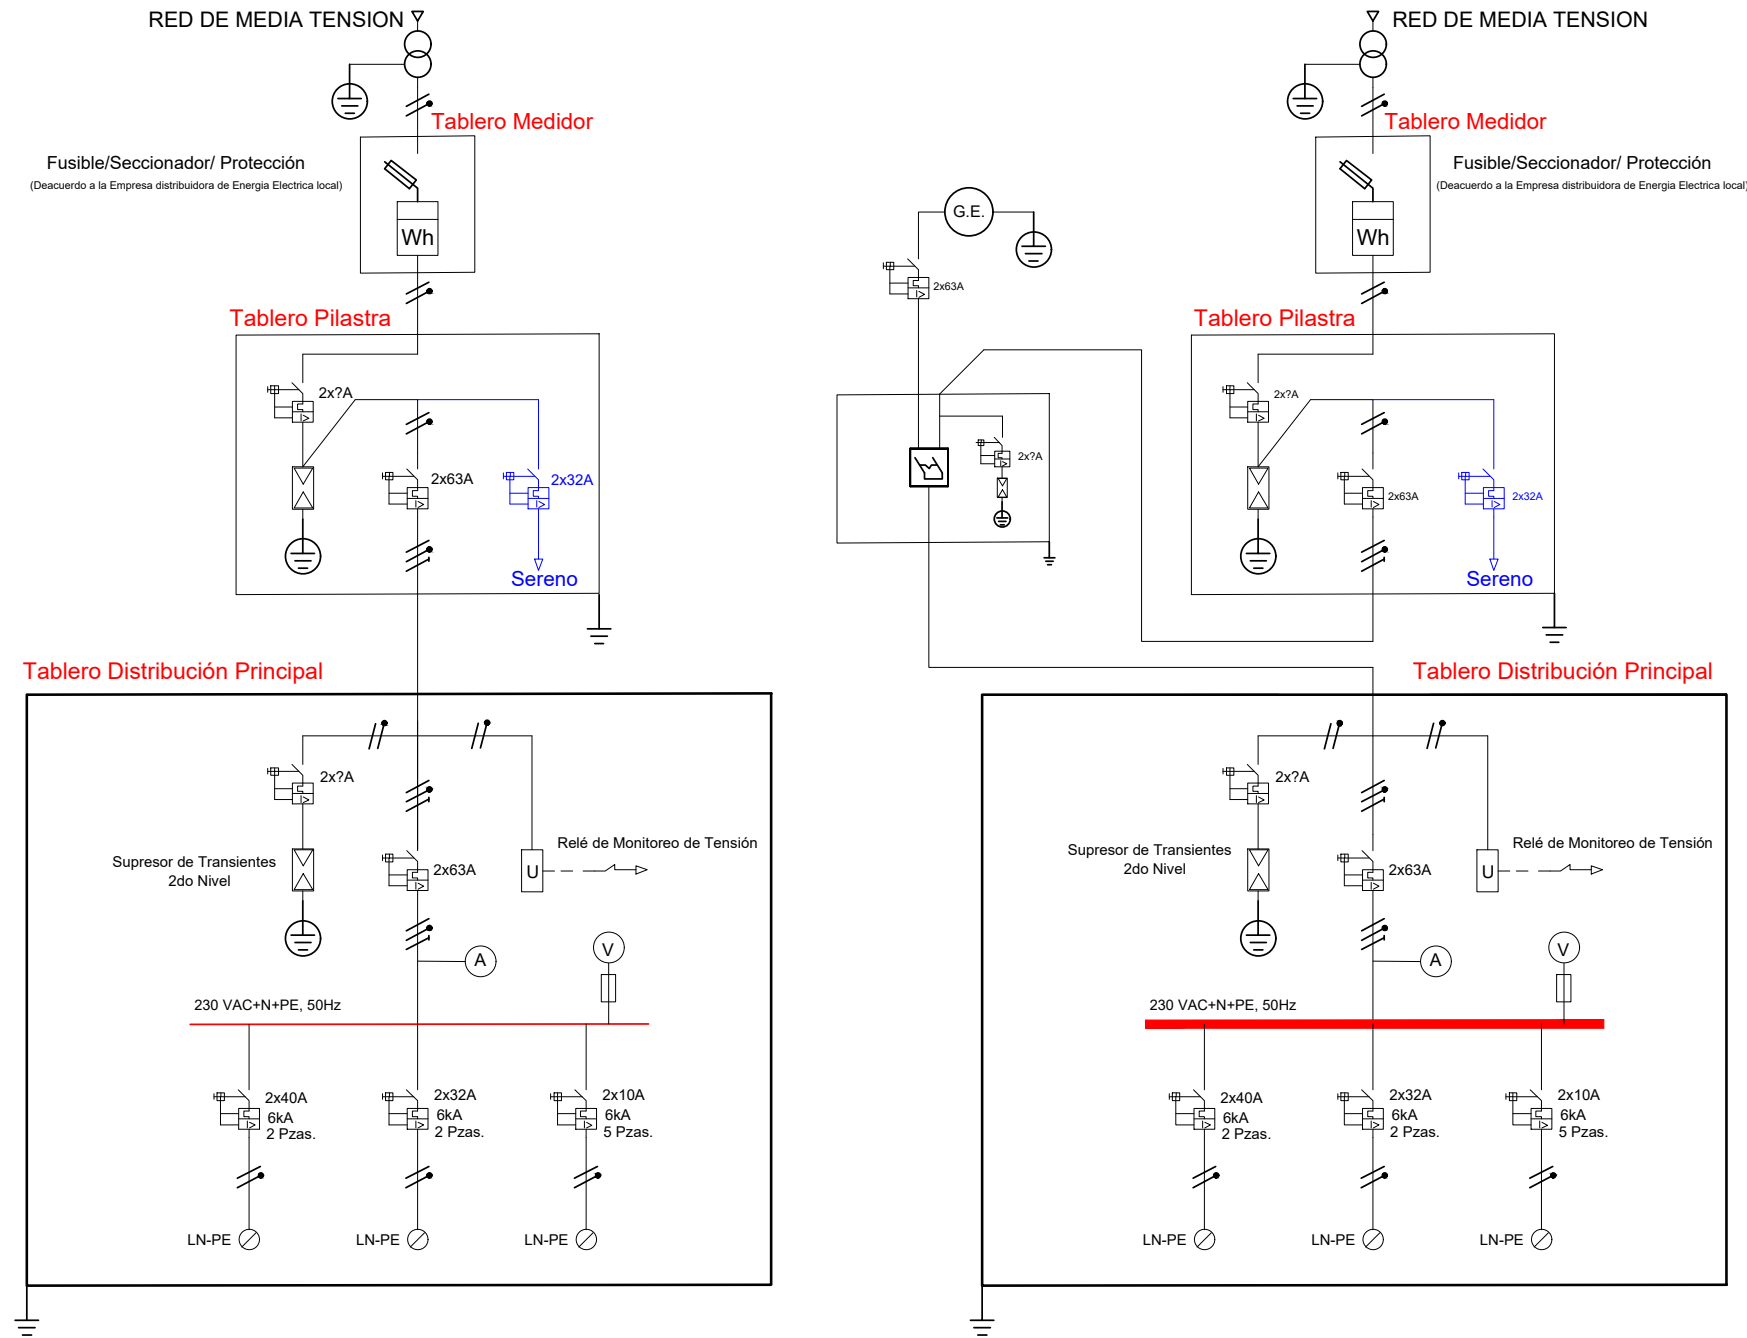 RED DE MEDIA TENSION
Tablero Medidor
Fusible/Seccionador/ Protección
(Deacuerdo a la Empresa distribuidora de Energia Electrica local)
Wh
Tablero Pilastra
2x?A
2x63A
2x32A
Sereno
Tablero Distribución Principal
2x?A
2x63A
Supresor de Transientes
2do Nivel
U
Relé de Monitoreo de Tensión
A
V
230 VAC+N+PE, 50Hz
2x40A
6kA
2 Pzas.
2x32A
6kA
2 Pzas.
2x10A
6kA
5 Pzas.
LN-PE
LN-PE
LN-PE
RED DE MEDIA TENSION
Tablero Medidor
Fusible/Seccionador/ Protección
(Deacuerdo a la Empresa distribuidora de Energia Electrica local)
Wh
G.E.
2x63A
2x?A
Tablero Pilastra
2x?A
2x63A
2x32A
Sereno
Tablero Distribución Principal
2x?A
2x63A
Supresor de Transientes
2do Nivel
U
Relé de Monitoreo de Tensión
A
V
230 VAC+N+PE, 50Hz
2x40A
6kA
2 Pzas.
2x32A
6kA
2 Pzas.
2x10A
6kA
5 Pzas.
LN-PE
LN-PE
LN-PE